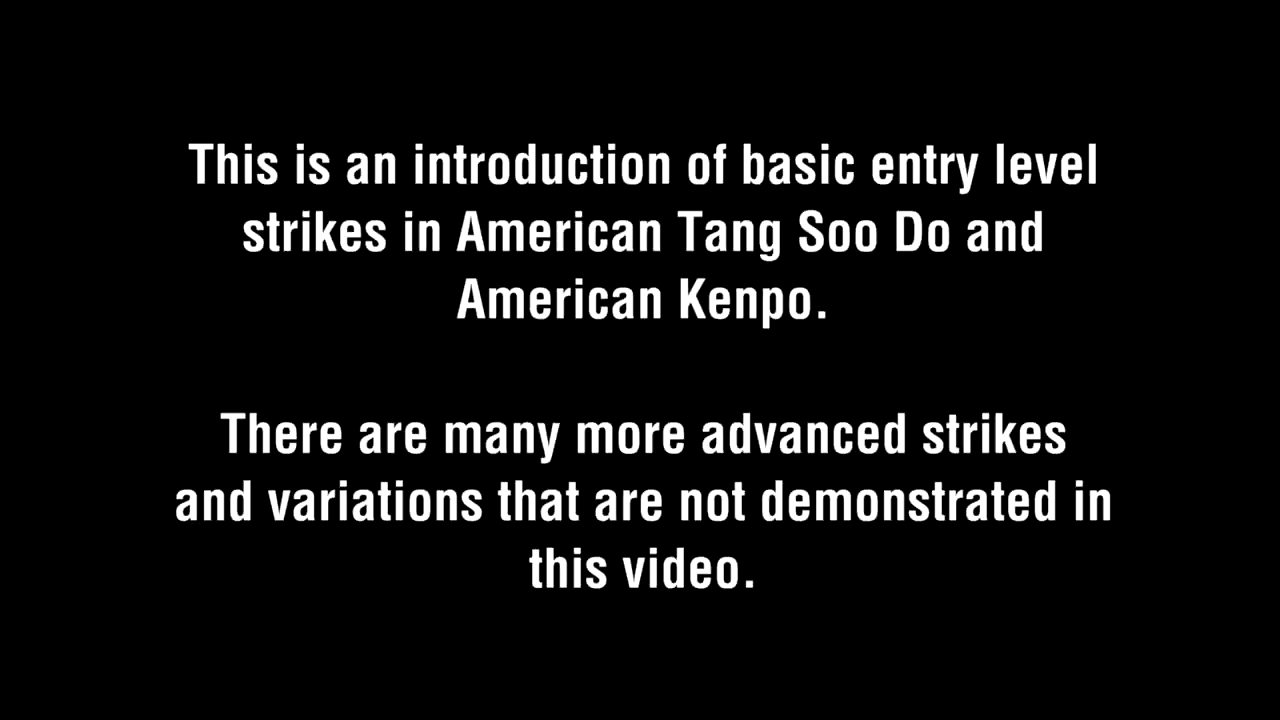 This is an introduction of basic entry level
strikes in American Tang Soo Do and
American Kenpo.
There are many more advanced strikes
and variations that are not demonstrated in
this video.